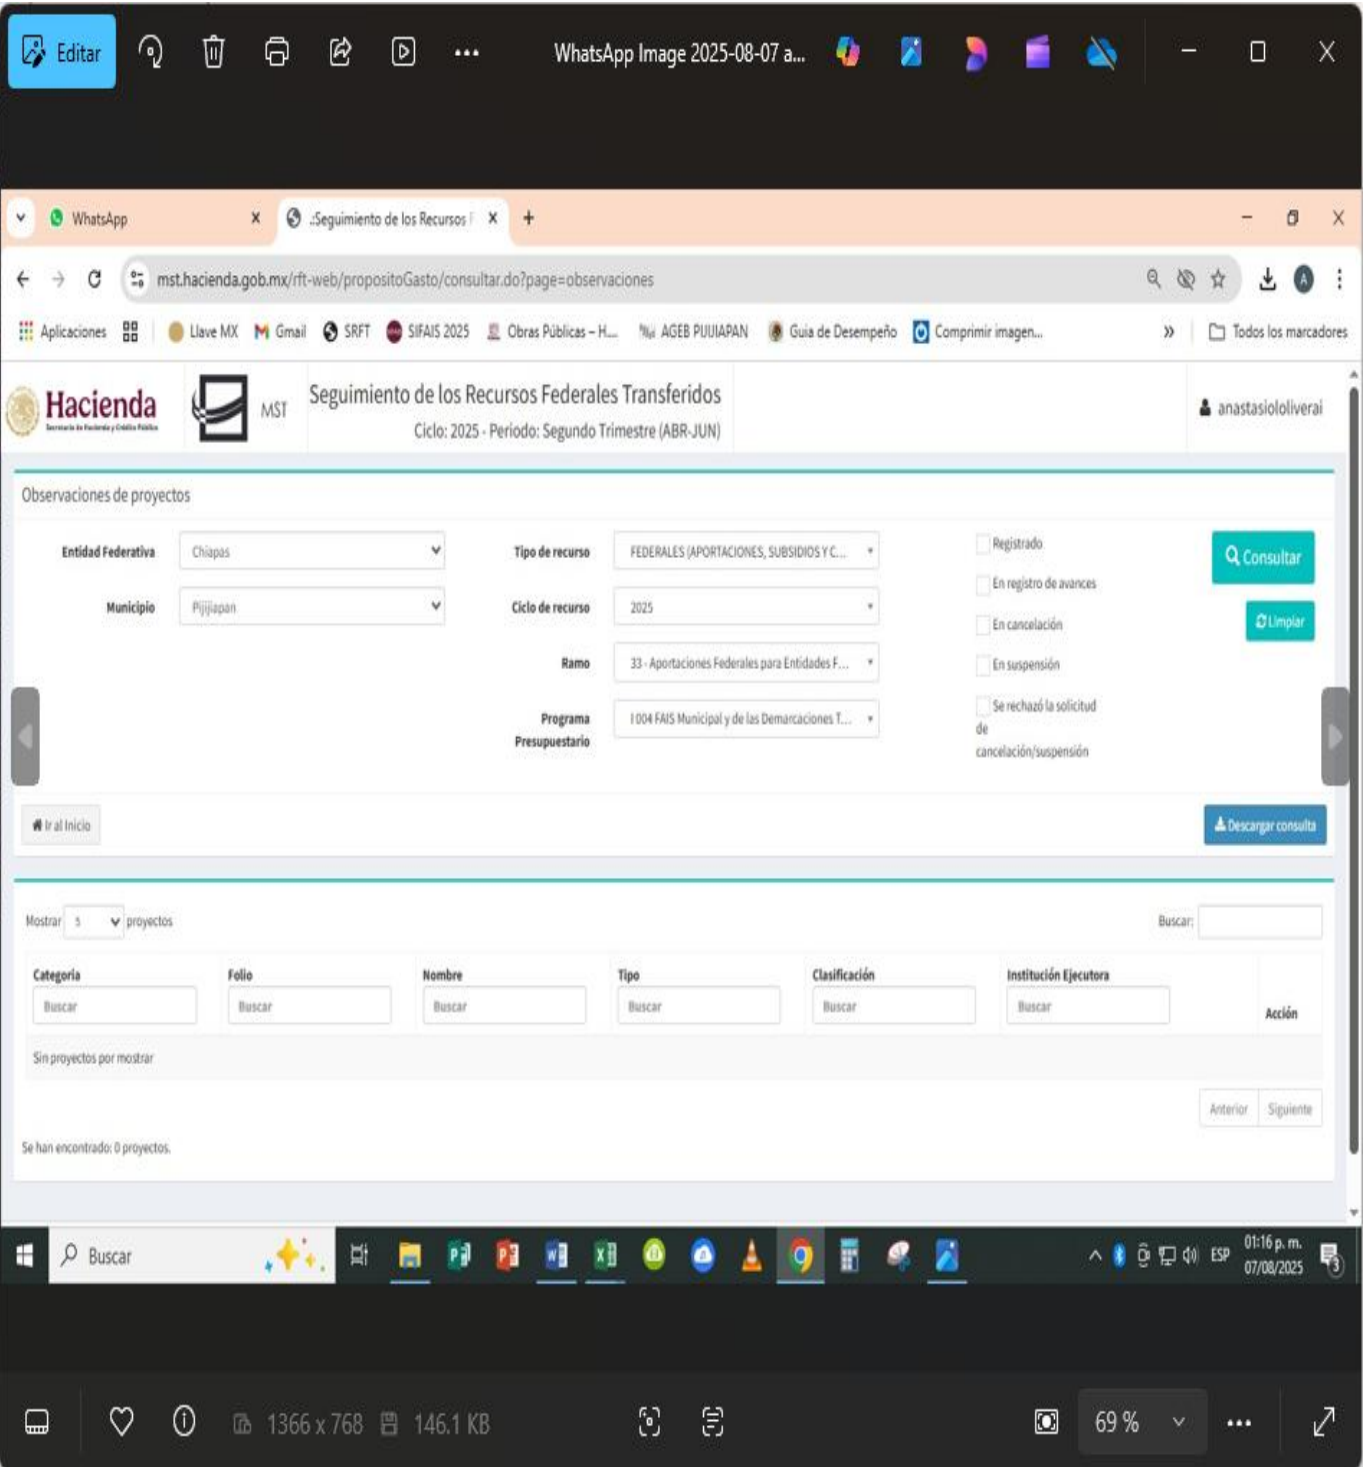 Editar
WhatsApp Image 2025-08-07 a...
WhatsApp
.:Seguimiento de los Recursos F
mst.hacienda.gob.mx/rft-web/propositoGasto/consultar.do?page=observaciones
A
Aplicaciones
Llave MX
Gmail
SRFT
SIFAIS 2025
Obras Públicas – H...
AGEB PIJIJIAPAN
Guia de Desempeño
Comprimir imagen...
Todos los marcadores
Hacienda
Secretaría de Hacienda y Crédito Público
MST
Seguimiento de los Recursos Federales Transferidos
Ciclo: 2025 - Periodo: Segundo Trimestre (ABR-JUN)
anastasiololiverai
Observaciones de proyectos
Entidad Federativa
Chiapas
Tipo de recurso
FEDERALES (APORTACIONES, SUBSIDIOS Y C...
Registrado
Consultar
En registro de avances
Municipio
Pijijiapan
Ciclo de recurso
2025
En cancelación
Limpiar
Ramo
33 - Aportaciones Federales para Entidades F...
En suspensión
Programa
Presupuestario
I 004 FAIS Municipal y de las Demarcaciones T...
Se rechazó la solicitud
de
cancelación/suspensión
Ir al Inicio
Descargar consulta
Mostrar 5 proyectos
Buscar:
Categoria
Folio
Nombre
Tipo
Clasificación
Institución Ejecutora
Acción
Buscar
Buscar
Buscar
Buscar
Buscar
Buscar
Sin proyectos por mostrar
Anterior
Siguiente
Se han encontrado: 0 proyectos.
Buscar
ESP
01:16 p. m.
07/08/2025
3
1366 x 768
146.1 KB
69 %